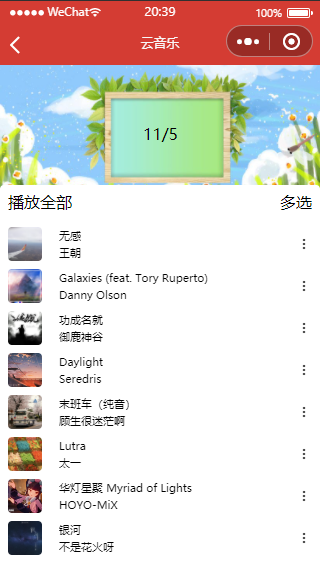 WeChat 20:39 100%
云音乐
11/5
播放全部 多选
无感
王朝
Galaxies (feat. Tory Ruperto)
Danny Olson
功成名就
御鹿神谷
Daylight
Seredris
末班车（纯音）
顾生很迷茫啊
Lutra
太一
华灯星聚 Myriad of Lights
HOYO-MiX
银河
不是花火呀